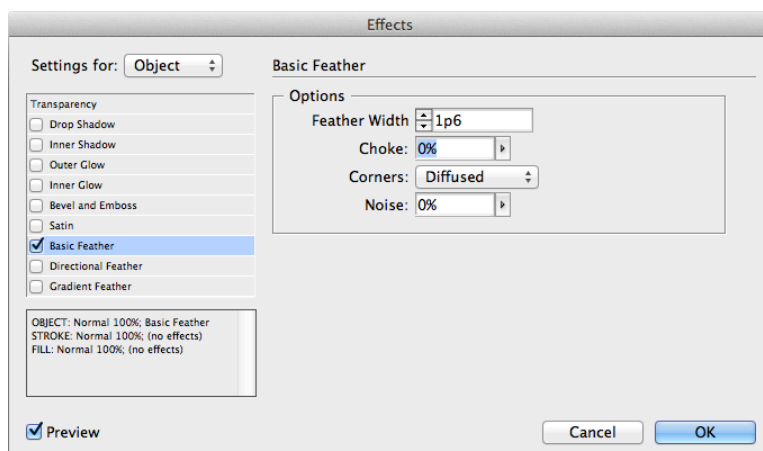 Effects
Settings for: Object
Transparency
Drop Shadow
Inner Shadow
Outer Glow
Inner Glow
Bevel and Emboss
Satin
Basic Feather
Directional Feather
Gradient Feather
OBJECT: Normal 100%; Basic Feather
STROKE: Normal 100%; (no effects)
FILL: Normal 100%; (no effects)
Preview
Basic Feather
Options
Feather Width 1p6
Choke: 0%
Corners: Diffused
Noise: 0%
Cancel OK